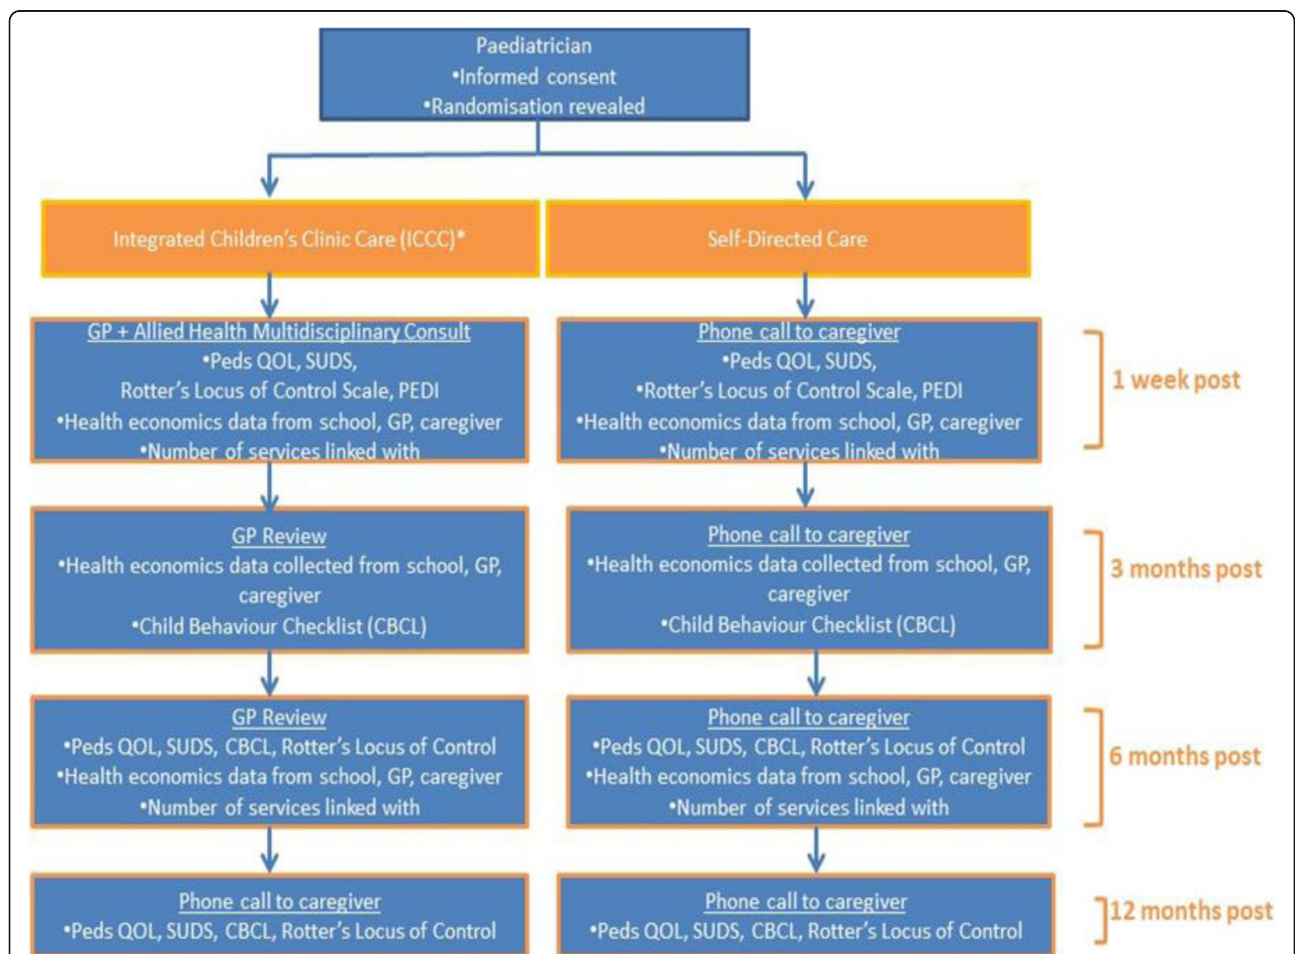 Paediatrician
•Informed consent
•Randomisation revealed
Integrated Children's Clinic Care (ICCC)*
Self-Directed Care
GP + Allied Health Multidisciplinary Consult
•Peds QOL, SUDS,
Rotter's Locus of Control Scale, PEDI
•Health economics data from school, GP, caregiver
•Number of services linked with
Phone call to caregiver
•Peds QOL, SUDS,
•Rotter's Locus of Control Scale, PEDI
•Health economics data from school, GP, caregiver
•Number of services linked with
1 week post
GP Review
•Health economics data collected from school, GP,
caregiver
•Child Behaviour Checklist (CBCL)
Phone call to caregiver
•Health economics data collected from school, GP,
caregiver
•Child Behaviour Checklist (CBCL)
3 months post
GP Review
•Peds QOL, SUDS, CBCL, Rotter's Locus of Control
•Health economics data from school, GP, caregiver
•Number of services linked with
Phone call to caregiver
•Peds QOL, SUDS, CBCL, Rotter's Locus of Control
•Health economics data from school, GP, caregiver
•Number of services linked with
6 months post
Phone call to caregiver
•Peds QOL, SUDS, CBCL, Rotter's Locus of Control
Phone call to caregiver
•Peds QOL, SUDS, CBCL, Rotter's Locus of Control
12 months post